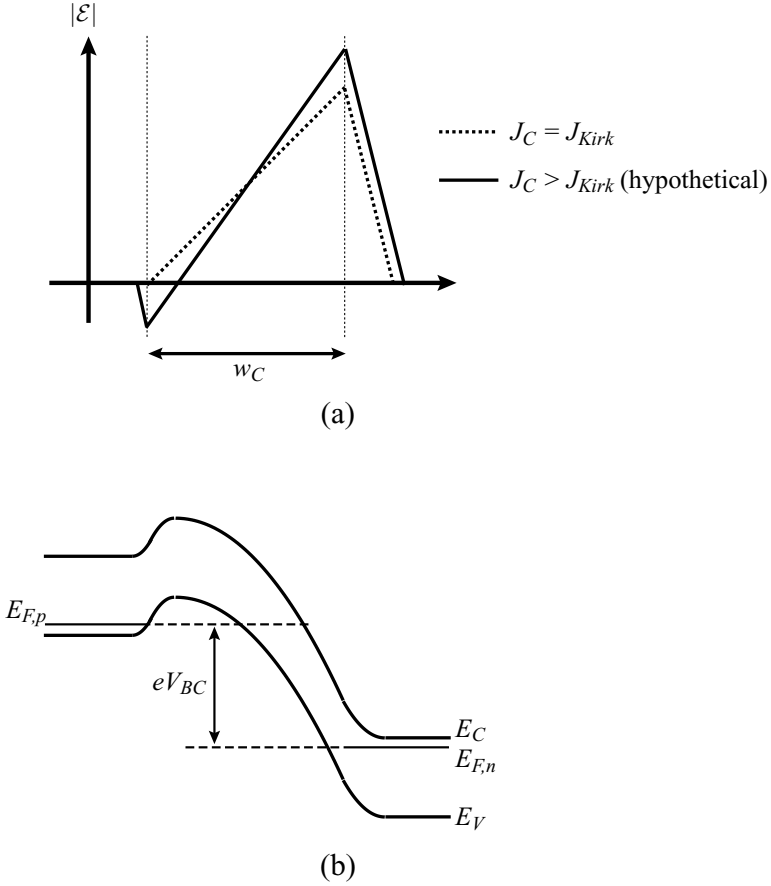 |ℰ|
J_C = J_Kirk
J_C > J_Kirk (hypothetical)
w_C
(a)
E_F,p
eV_BC
E_C
E_F,n
E_V
(b)